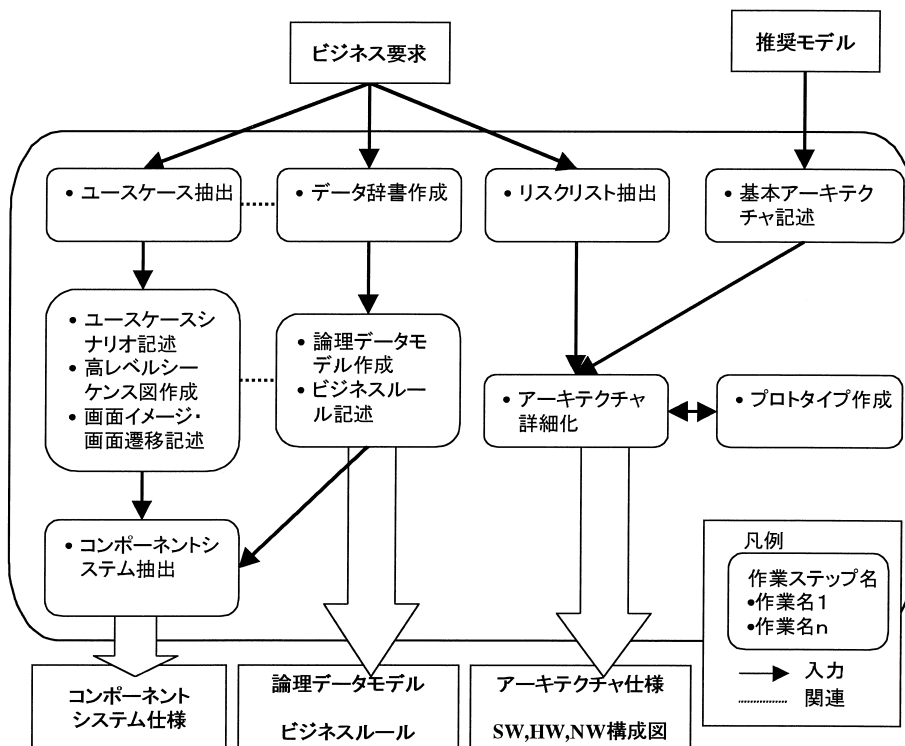 ビジネス要求
推奨モデル
• ユースケース抽出
• データ辞書作成
• リスクリスト抽出
• 基本アーキテク
チャ記述
• ユースケースシ
ナリオ記述
• 高レベルシー
ケンス図作成
• 画面イメージ・
画面遷移記述
• 論理データモ
デル作成
• ビジネスルー
ル記述
• アーキテクチャ
詳細化
• プロトタイプ作成
• コンポーネントシ
ステム抽出
凡例
作業ステップ名
•作業名1
•作業名n
入力
関連
コンポーネント
システム仕様
論理データモデル
ビジネスルール
アーキテクチャ仕様
SW,HW,NW構成図